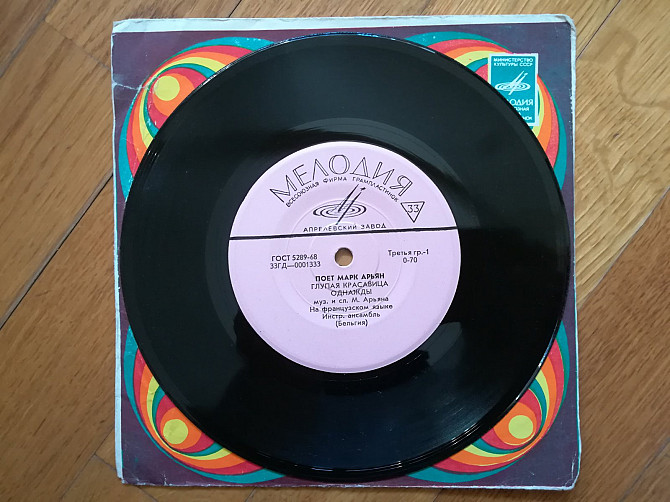 МИНИСТЕРСТВО
КУЛЬТУРЫ СССР
МЕЛОДИЯ
МЕЛОДИЯ
ВСЕСОЮЗНАЯ ФИРМА ГРАМПЛАСТИНОК
33
АПРЕЛЕВСКИЙ ЗАВОД
ГОСТ 5289-68
33ГД—0001333
Третья гр.-1
0-70
ПОЕТ МАРК АРЬЯН
ГЛУПАЯ КРАСАВИЦА
ОДНАЖДЫ
муз. и сл. М. Арьяна
На французском языке
Инстр. ансамбль
(Бельгия)